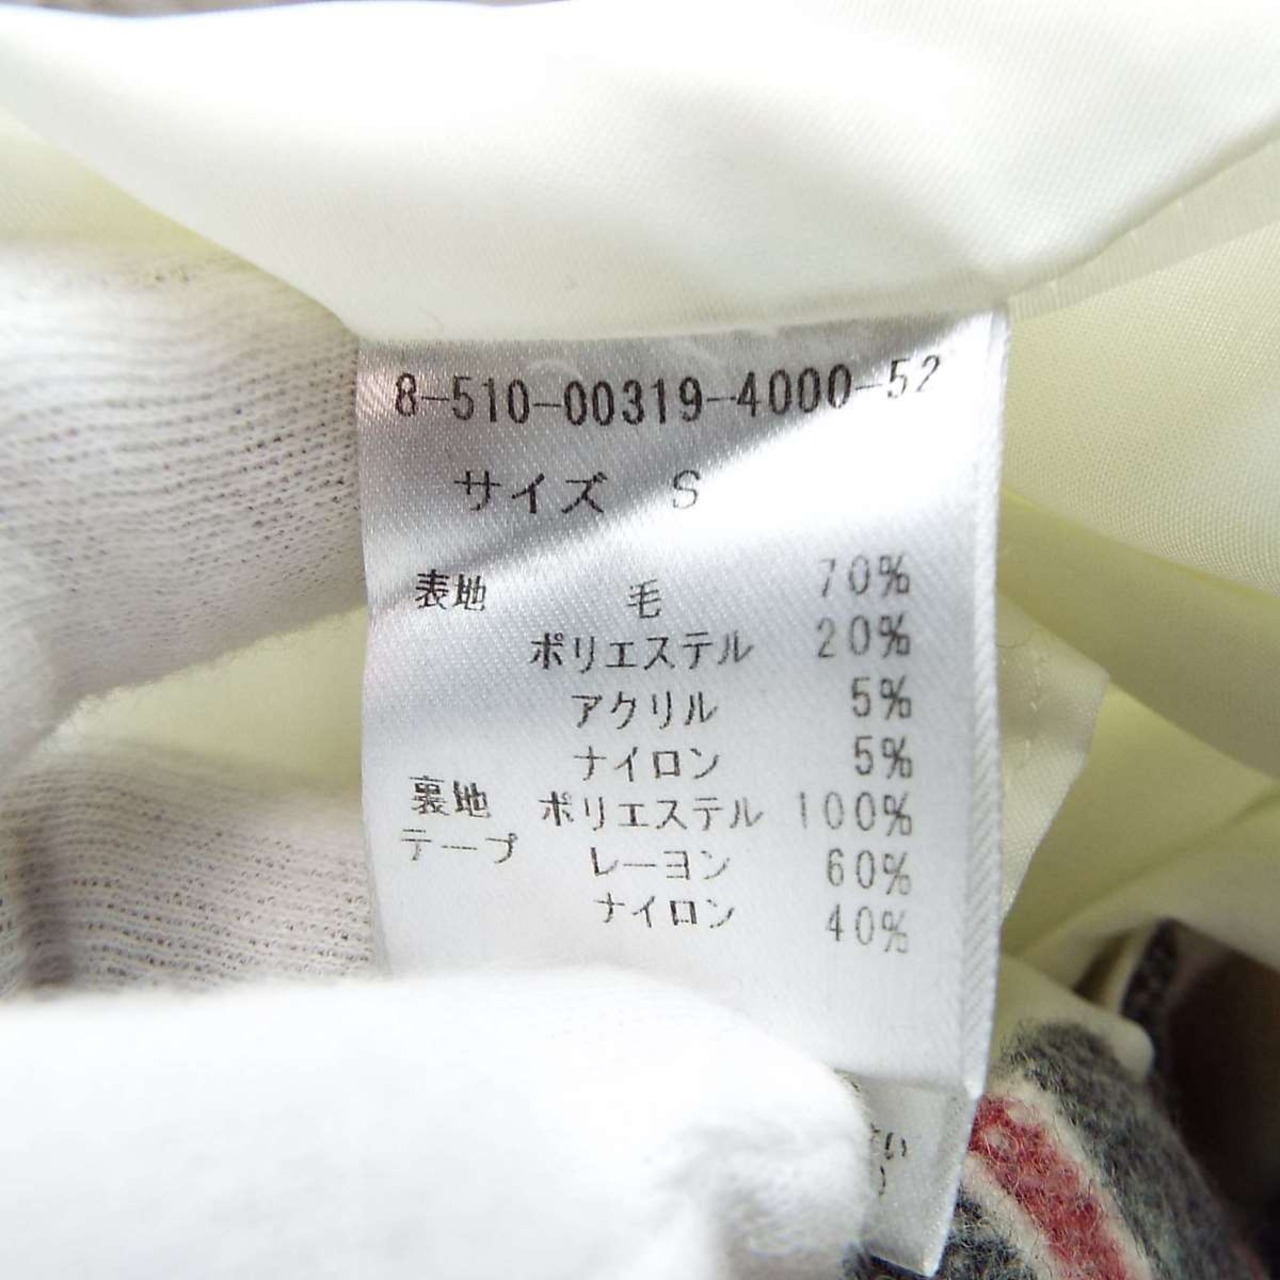 8-510-00319-4000-52
サイズ S
表地 毛 70%
ポリエステル 20%
アクリル 5%
ナイロン 5%
裏地 ポリエステル 100%
テープ レーヨン 60%
ナイロン 40%